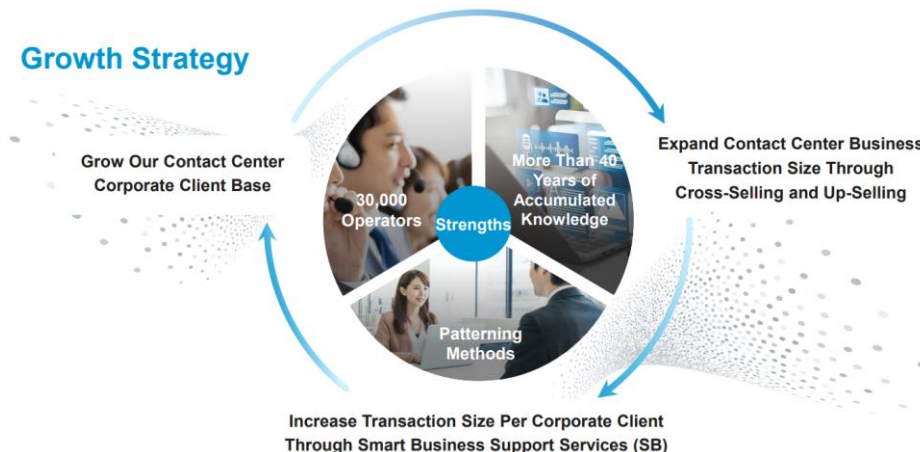 Growth Strategy
Grow Our Contact Center
Corporate Client Base
30,000
Operators
More Than 40
Years of
Accumulated
Knowledge
Strengths
Expand Contact Center Business
Transaction Size Through
Cross-Selling and Up-Selling
Patterning
Methods
Increase Transaction Size Per Corporate Client
Through Smart Business Support Services (SB)